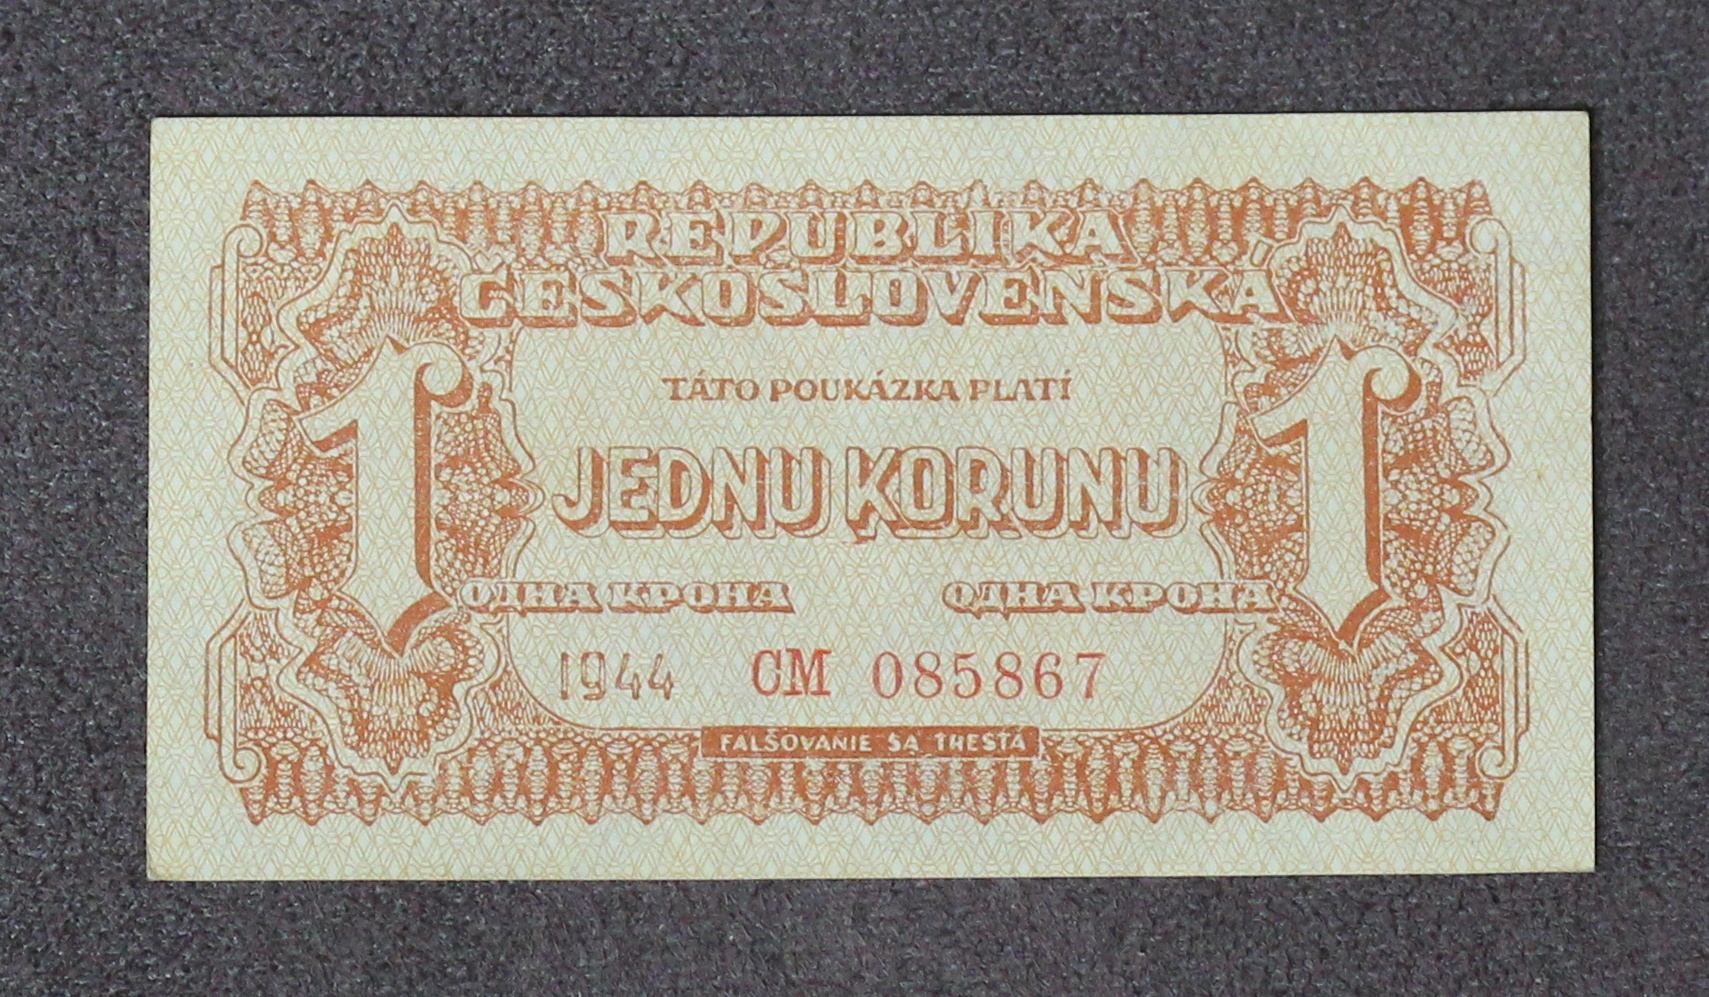 REPUBLIKA
ČESKOSLOVENSKÁ
TÁTO POUKÁZKA PLATÍ
1 JEDNU KORUNU 1
ОДНА КРОНА ОДНА КРОНА
1944 CM 085867
FALŠOVANIE SA TRESTÁ